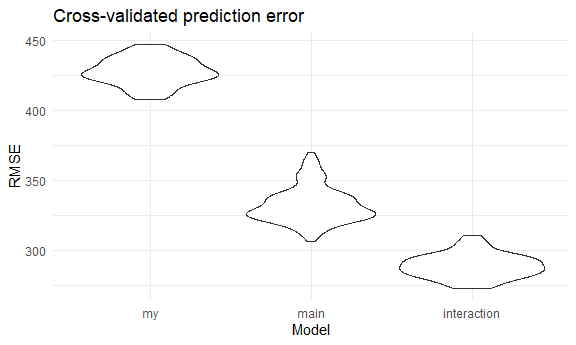 Cross-validated prediction error
450
400
350
300
RMSE
my main interaction
Model